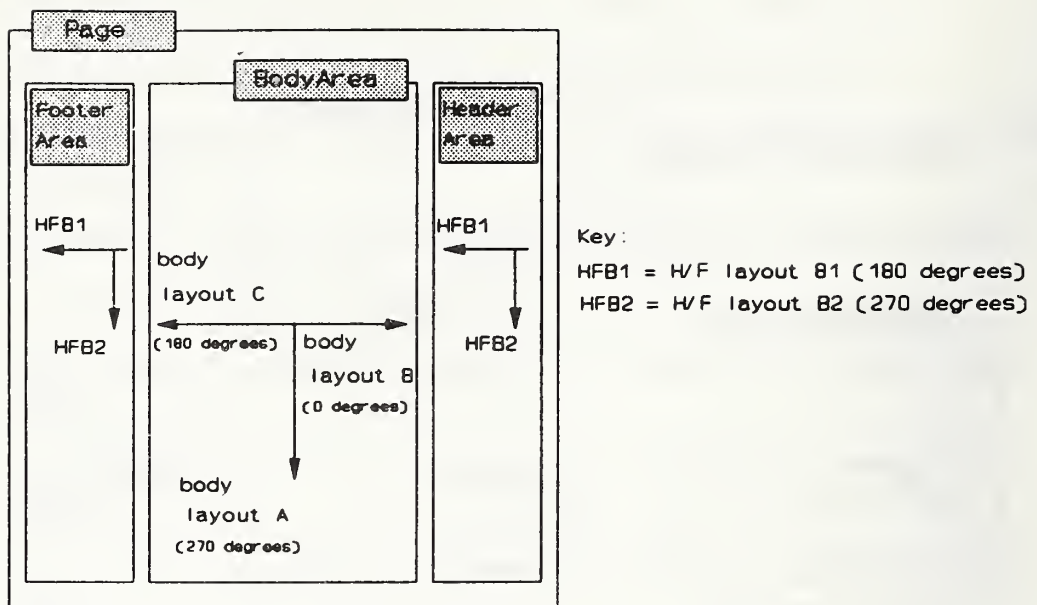 Page
BodyArea
Footer
Area
Header
Area
HFB1
HFB2
body
layout C
(180 degrees)
body
layout B
(0 degrees)
body
layout A
(270 degrees)
HFB1
HFB2
Key:
HFB1 = H/F layout B1 (180 degrees)
HFB2 = H/F layout B2 (270 degrees)